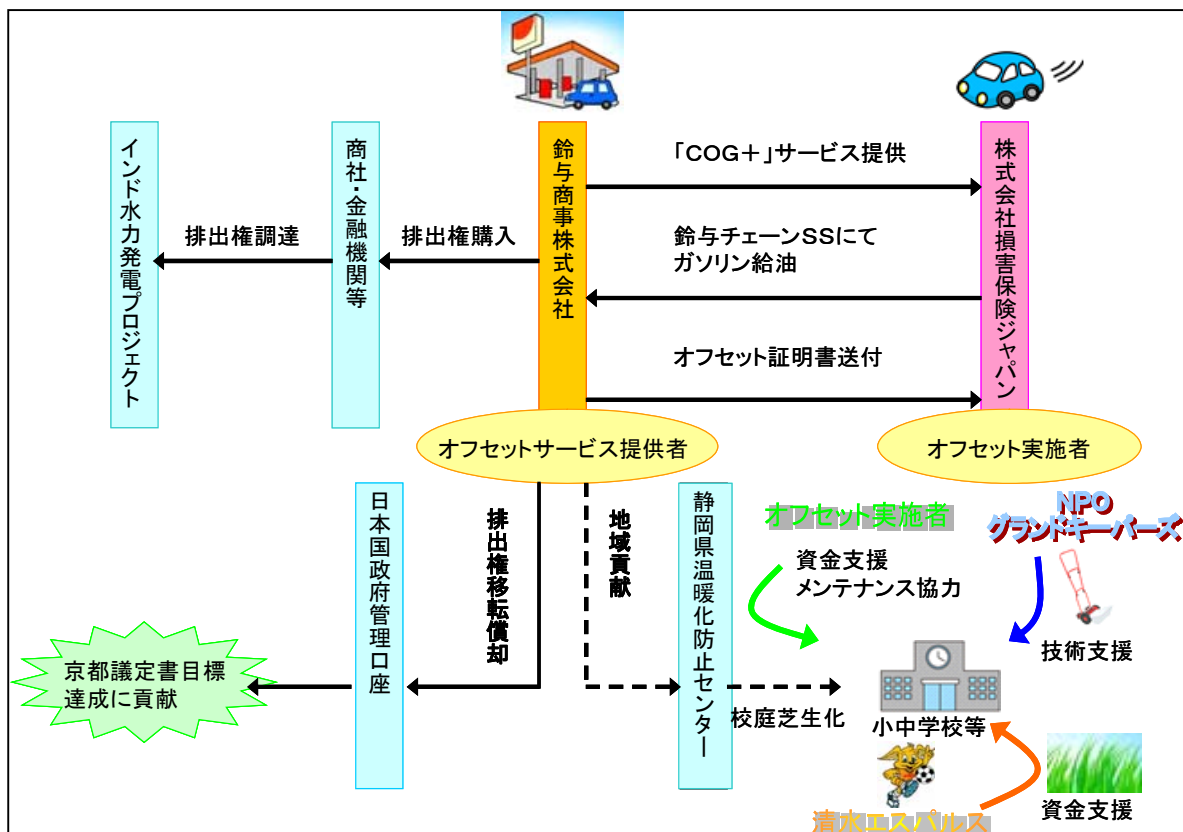 インド水力発電プロジェクト
排出権調達
商社・金融機関等
排出権購入
鈴与商事株式会社
「COG+」サービス提供
鈴与チェーンSSにて
ガソリン給油
オフセット証明書送付
株式会社損害保険ジャパン
オフセットサービス提供者
オフセット実施者
京都議定書目標
達成に貢献
日本国政府管理口座
排出権移転償却
地域貢献
静岡県温暖化防止センター
校庭芝生化
オフセット実施者
資金支援
メンテナンス協力
NPO
グランドキーパーズ
技術支援
小中学校等
清水エスパルス
資金支援